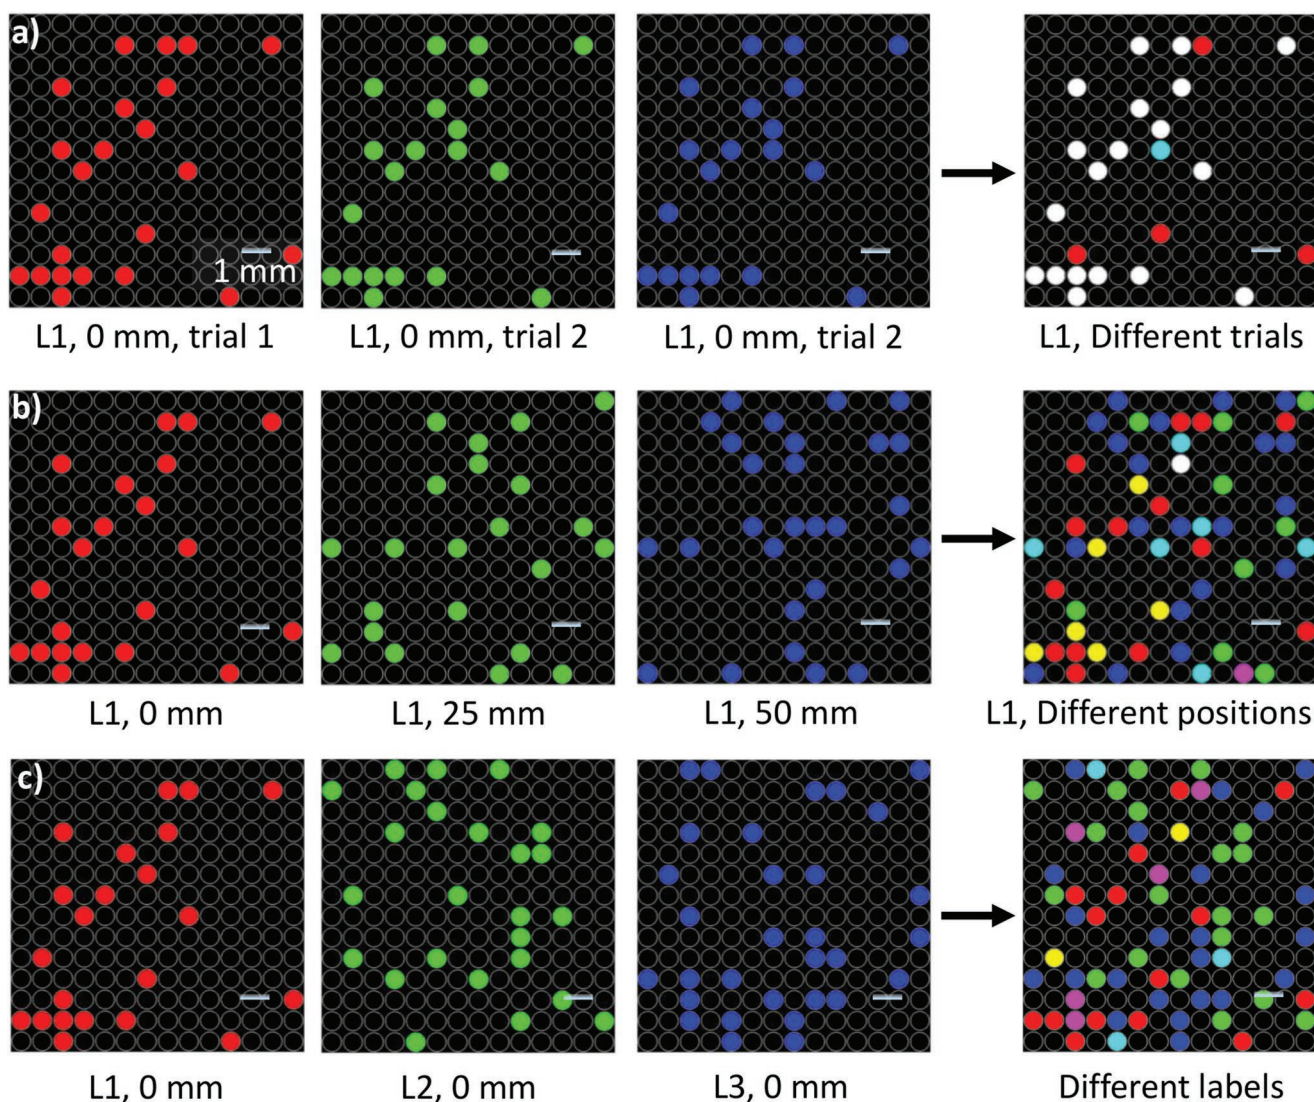 a)
1 mm
L1, 0 mm, trial 1
L1, 0 mm, trial 2
L1, 0 mm, trial 2
L1, Different trials
b)
L1, 0 mm
L1, 25 mm
L1, 50 mm
L1, Different positions
c)
L1, 0 mm
L2, 0 mm
L3, 0 mm
Different labels